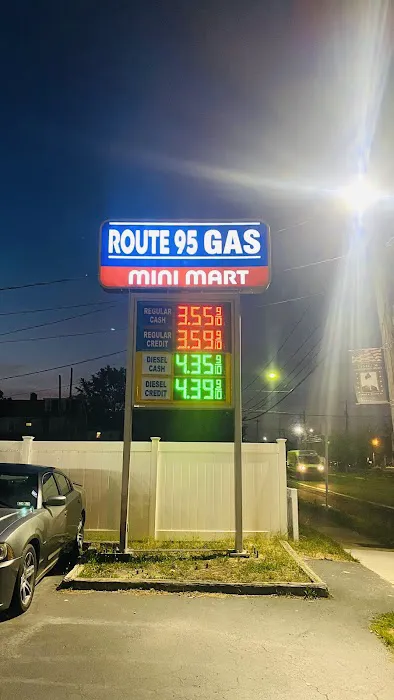 ROUTE 95 GAS
MINI MART
REGULAR CASH 3.55 9/10
REGULAR CREDIT 3.59 9/10
DIESEL CASH 4.35 9/10
DIESEL CREDIT 4.39 9/10